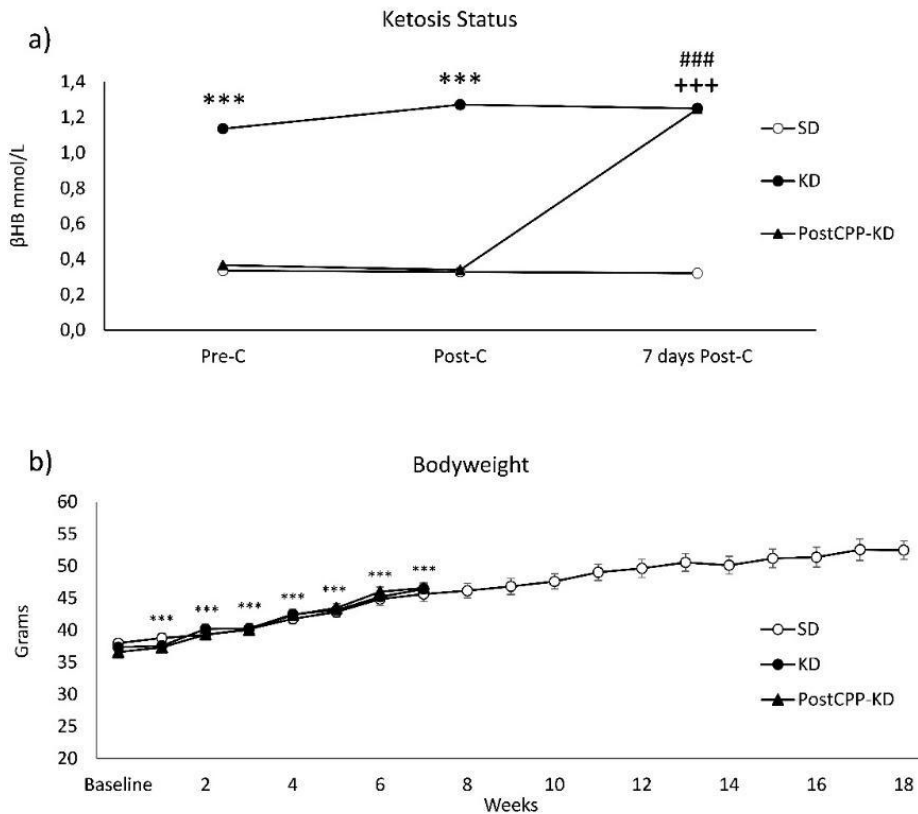 Ketosis Status
a)
1,4
1,2
1,0
0,8
0,6
0,4
0,2
0,0
βHB mmol/L
***
***
###
+++
SD
KD
PostCPP-KD
Pre-C
Post-C
7 days Post-C
b)
Bodyweight
60
55
50
45
40
35
30
25
20
Grams
***
***
***
***
***
***
***
SD
KD
PostCPP-KD
Baseline 2 4 6 8 10 12 14 16 18
Weeks